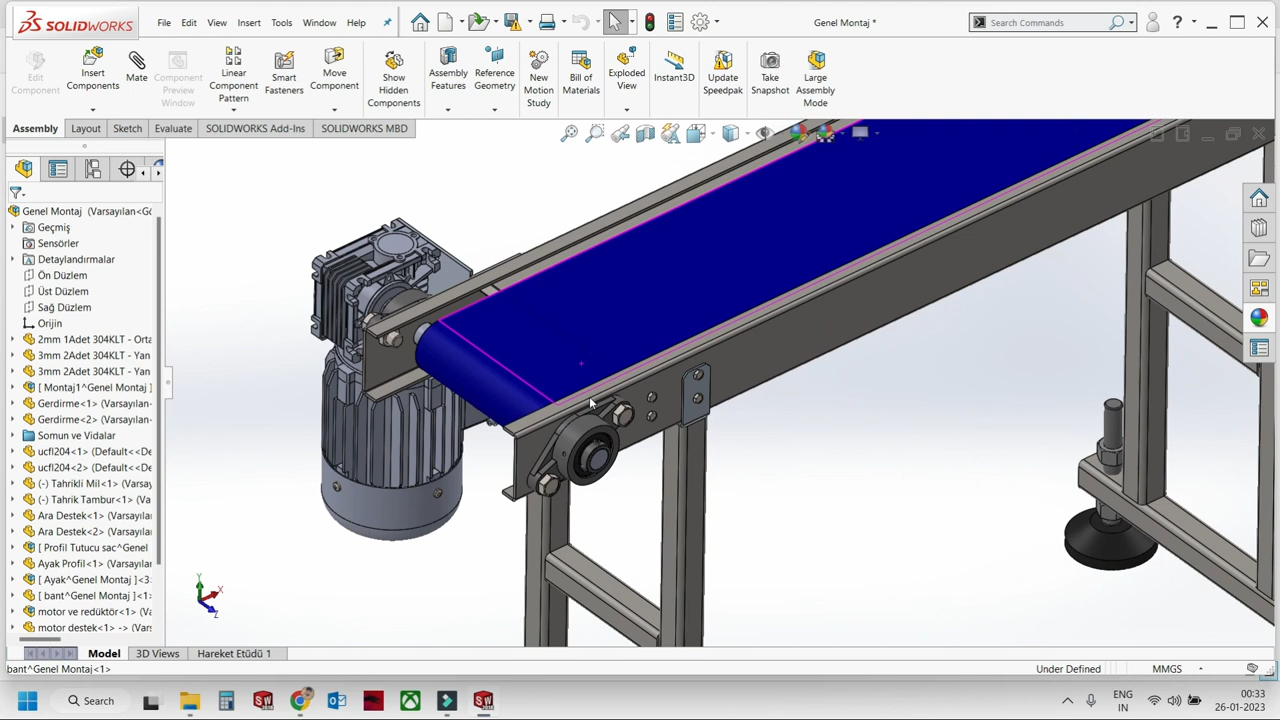 SOLIDWORKS
File Edit View Insert Tools Window Help
Genel Montaj *
Search Commands
Edit Component
Insert Components
Mate
Component Preview Window
Linear Component Pattern
Smart Fasteners
Move Component
Show Hidden Components
Assembly Features
Reference Geometry
New Motion Study
Bill of Materials
Exploded View
Instant3D
Update Speedpak
Take Snapshot
Large Assembly Mode
Assembly Layout Sketch Evaluate SOLIDWORKS Add-Ins SOLIDWORKS MBD
Genel Montaj (Varsayılan<Gö
Geçmiş
Sensörler
Detaylandırmalar
Ön Düzlem
Üst Düzlem
Sağ Düzlem
Orijin
2mm 1Adet 304KLT - Orta
3mm 2Adet 304KLT - Yan
3mm 2Adet 304KLT - Yan
[ Montaj1^Genel Montaj ]
Gerdirme<1> (Varsayılan<
Gerdirme<2> (Varsayılan<
Somun ve Vidalar
ucfl204<1> (Default<<De
ucfl204<2> (Default<<De
(-) Tahrikli Mil<1> (Varsa
(-) Tahrik Tambur<1> (Va
Ara Destek<1> (Varsayılan
Ara Destek<2> (Varsayılan
[ Profil Tutucu sac^Genel
Ayak Profil<1> (Varsayılan
[ Ayak^Genel Montaj ]<3>
[ bant^Genel Montaj ]<1>
motor ve redüktör<1> (Va
motor destek<1> -> (Vars
Y
X
Z
Model 3D Views Hareket Etüdü 1
bant^Genel Montaj<1>
Under Defined
MMGS
Search
ENG
IN
00:33
26-01-2023